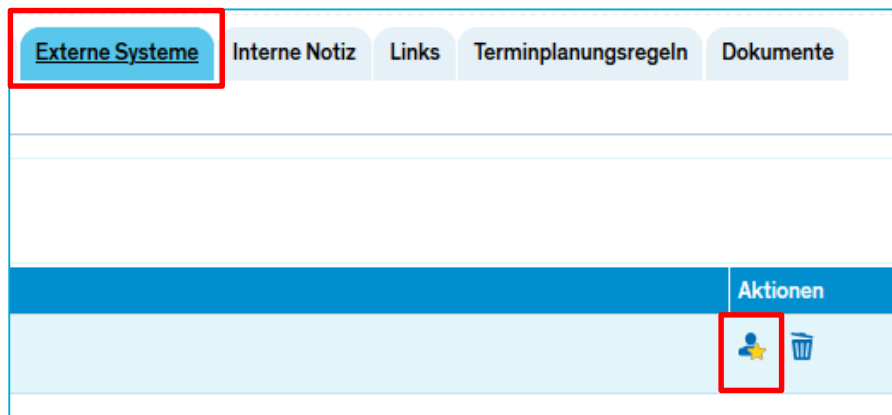 Externe Systeme Interne Notiz Links Terminplanungsregeln Dokumente
Aktionen